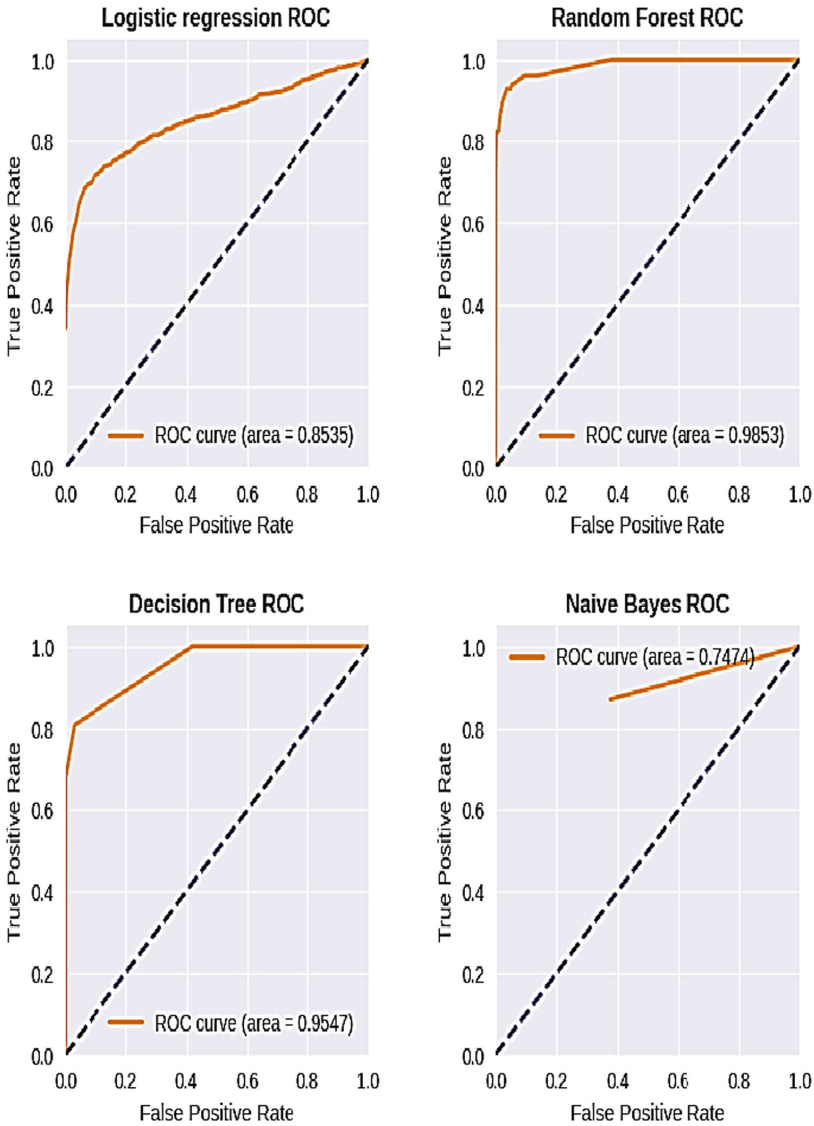 Logistic regression ROC
True Positive Rate
1.0
0.8
0.6
0.4
0.2
0.0
ROC curve (area = 0.8535)
0.0 0.2 0.4 0.6 0.8 1.0
False Positive Rate
Random Forest ROC
True Positive Rate
1.0
0.8
0.6
0.4
0.2
0.0
ROC curve (area = 0.9853)
0.0 0.2 0.4 0.6 0.8 1.0
False Positive Rate
Decision Tree ROC
True Positive Rate
1.0
0.8
0.6
0.4
0.2
0.0
ROC curve (area = 0.9547)
0.0 0.2 0.4 0.6 0.8 1.0
False Positive Rate
Naive Bayes ROC
True Positive Rate
1.0
0.8
0.6
0.4
0.2
0.0
ROC curve (area = 0.7474)
0.0 0.2 0.4 0.6 0.8 1.0
False Positive Rate